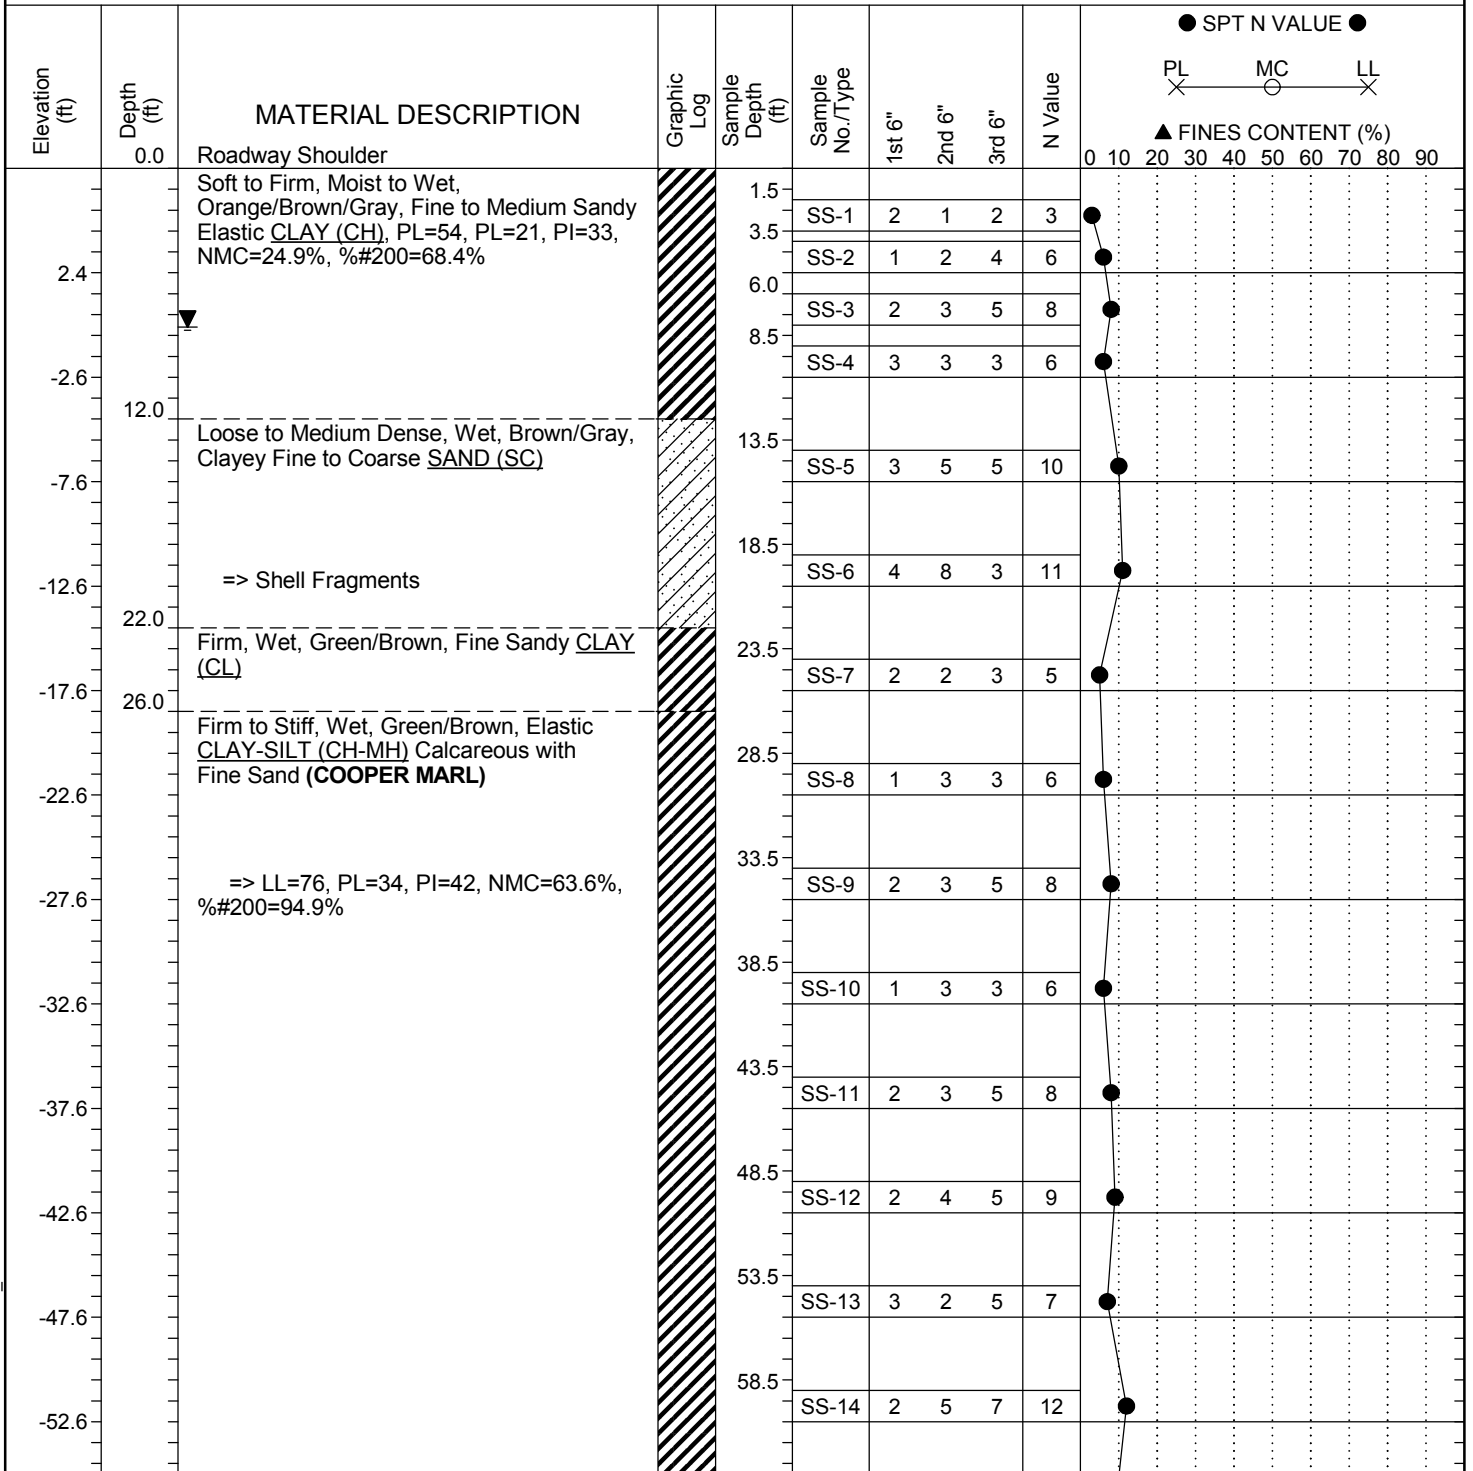 ● SPT N VALUE ●
PL MC LL
▲ FINES CONTENT (%)
0 10 20 30 40 50 60 70 80 90
Elevation (ft)
Depth (ft)
MATERIAL DESCRIPTION
Graphic Log
Sample Depth (ft)
Sample No./Type
1st 6"
2nd 6"
3rd 6"
N Value
0.0 Roadway Shoulder
Soft to Firm, Moist to Wet,
Orange/Brown/Gray, Fine to Medium Sandy
Elastic CLAY (CH), PL=54, PL=21, PI=33,
NMC=24.9%, %#200=68.4%
1.5
SS-1 2 1 2 3
3.5
SS-2 1 2 4 6
2.4
6.0
SS-3 2 3 5 8
8.5
SS-4 3 3 3 6
-2.6
12.0
Loose to Medium Dense, Wet, Brown/Gray,
Clayey Fine to Coarse SAND (SC)
13.5
SS-5 3 5 5 10
-7.6
18.5
=> Shell Fragments
SS-6 4 8 3 11
-12.6
22.0
Firm, Wet, Green/Brown, Fine Sandy CLAY
(CL)
23.5
SS-7 2 2 3 5
-17.6
26.0
Firm to Stiff, Wet, Green/Brown, Elastic
CLAY-SILT (CH-MH) Calcareous with
Fine Sand (COOPER MARL)
28.5
SS-8 1 3 3 6
-22.6
33.5
=> LL=76, PL=34, PI=42, NMC=63.6%,
%#200=94.9%
SS-9 2 3 5 8
-27.6
38.5
SS-10 1 3 3 6
-32.6
43.5
SS-11 2 3 5 8
-37.6
48.5
SS-12 2 4 5 9
-42.6
53.5
SS-13 3 2 5 7
-47.6
58.5
SS-14 2 5 7 12
-52.6